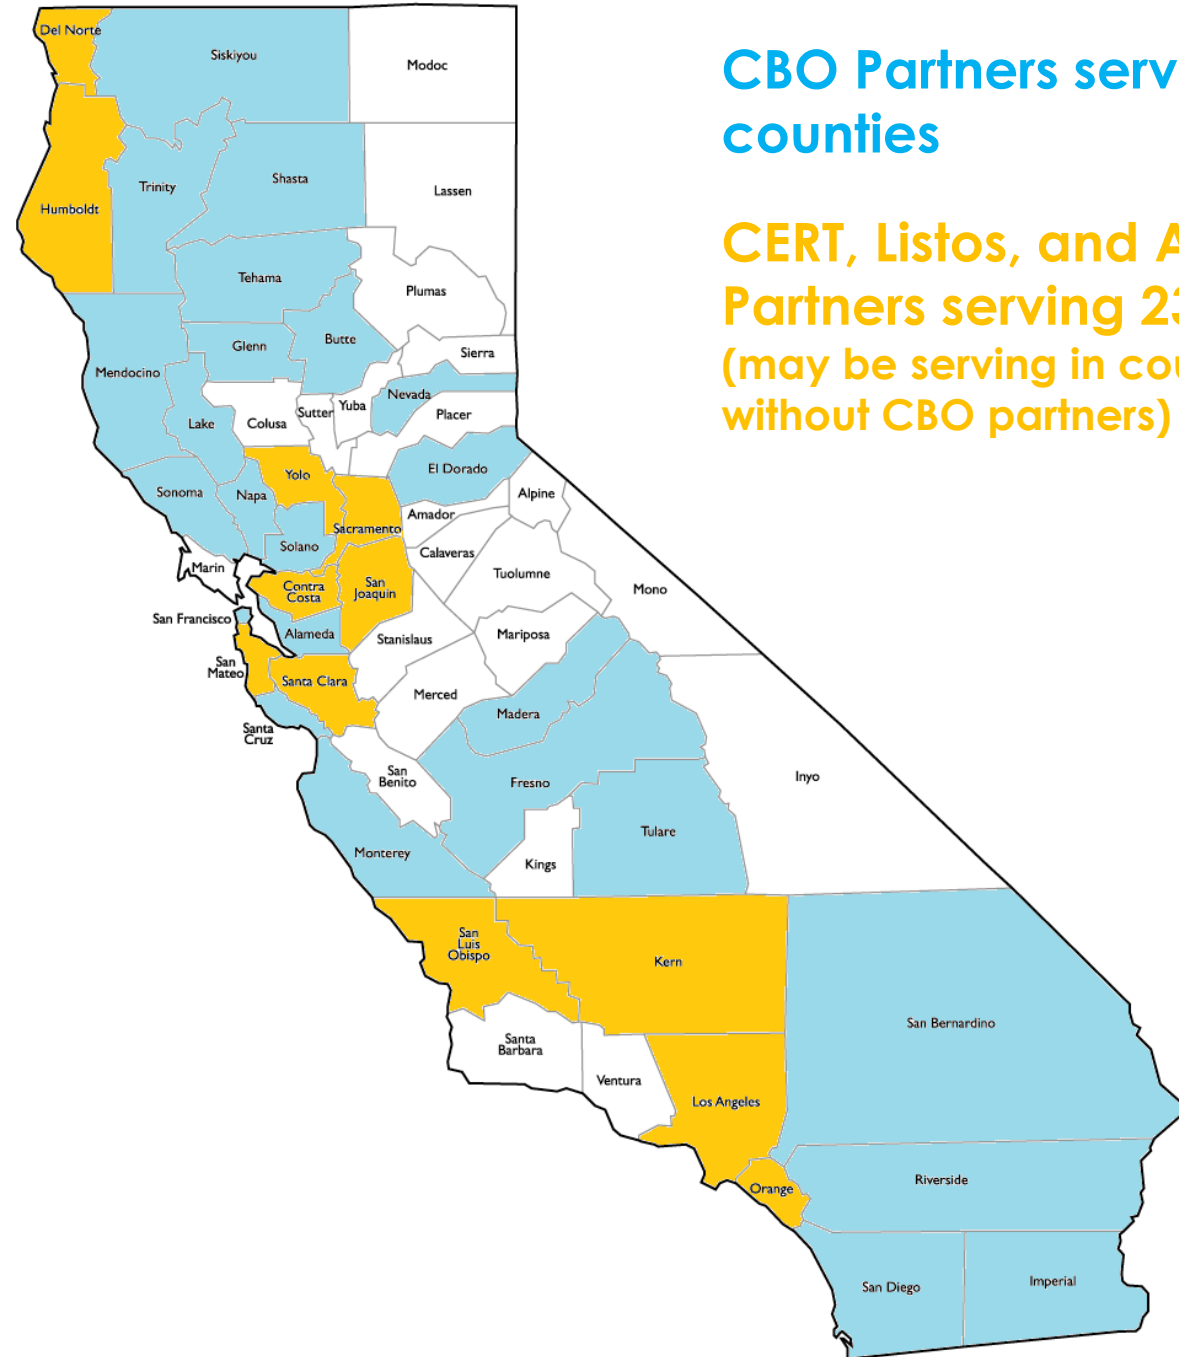 CBO Partners serv
counties
CERT, Listos, and A
Partners serving 23
(may be serving in cou
without CBO partners)
Del Norte
Siskiyou
Modoc
Trinity
Shasta
Lassen
Humboldt
Tehama
Plumas
Butte
Glenn
Sierra
Mendocino
Nevada
Yuba
Sutter
Placer
Lake
Colusa
El Dorado
Yolo
Sonoma
Napa
Alpine
Amador
Sacramento
Solano
Calaveras
Marin
Tuolumne
Contra
Costa
San
Joaquin
Mono
San Francisco
Alameda
Stanislaus
Mariposa
San
Mateo
Santa Clara
Merced
Madera
Santa
Cruz
San
Benito
Fresno
Inyo
Tulare
Monterey
Kings
San
Luis
Obispo
Kern
San Bernardino
Santa
Barbara
Ventura
Los Angeles
Riverside
Orange
San Diego
Imperial